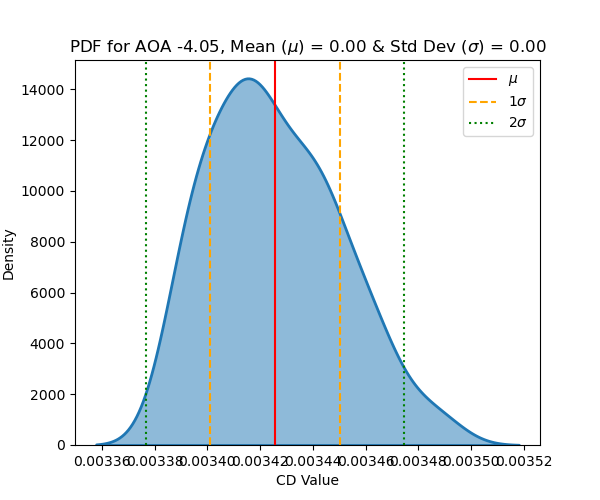 PDF for AOA -4.05, Mean (μ) = 0.00 & Std Dev (σ) = 0.00
μ
1σ
2σ
14000
12000
10000
8000
6000
4000
2000
0
Density
0.00336 0.00338 0.00340 0.00342 0.00344 0.00346 0.00348 0.00350 0.00352
CD Value